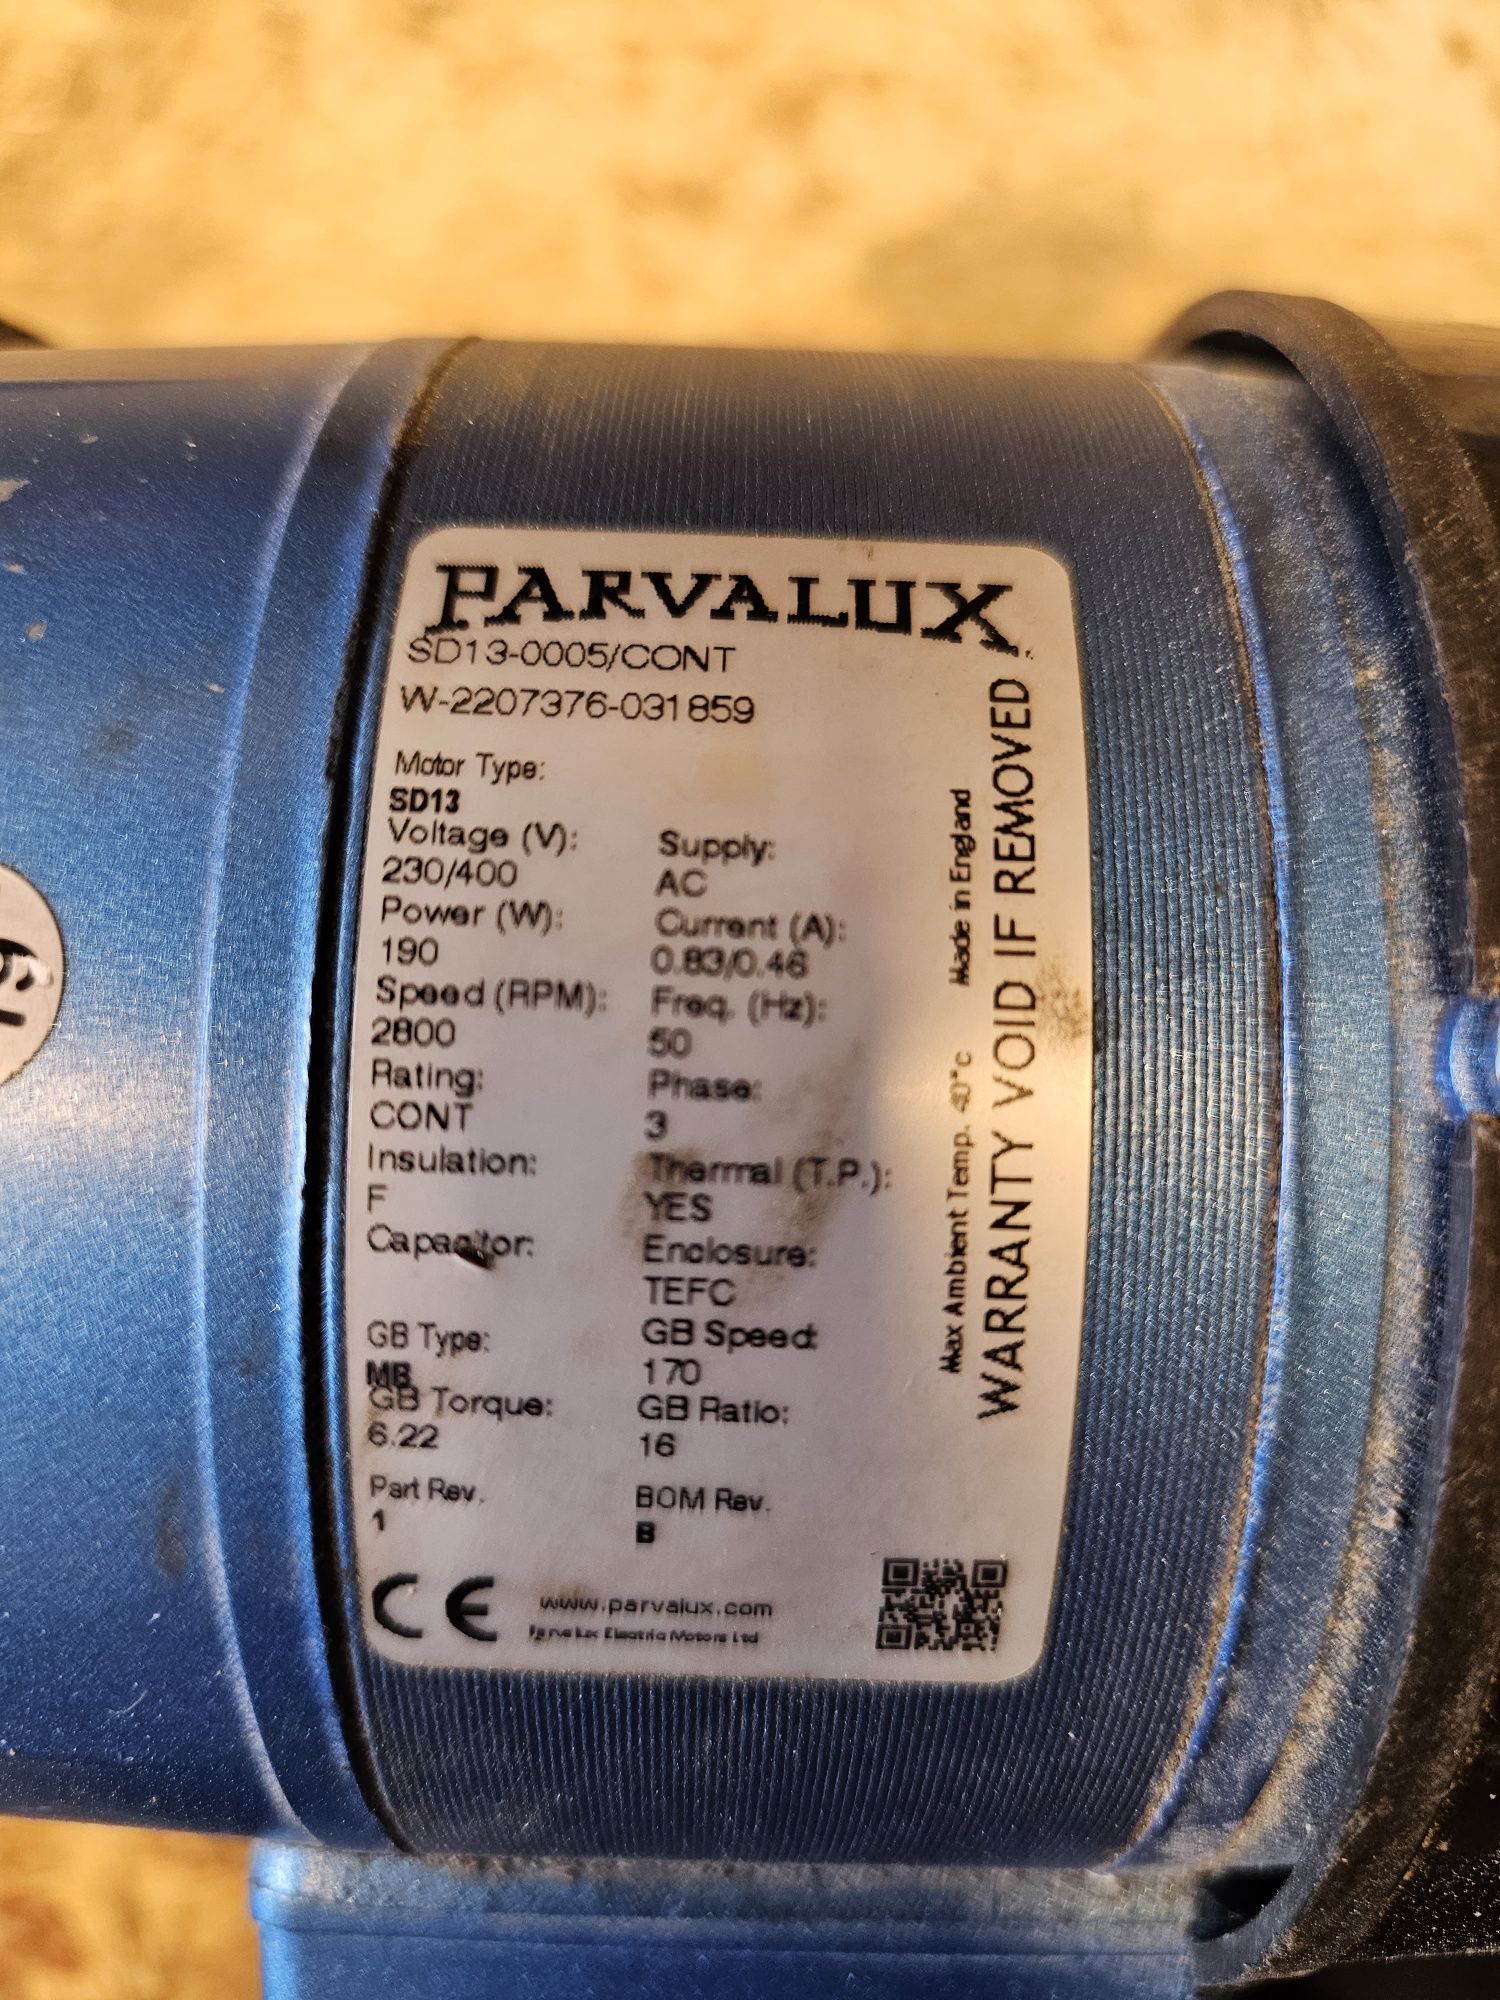 PARVALUX
SD13-0005/CONT
W-2207376-031859
Motor Type:
SD13
Voltage (V):
230/400
Supply:
AC
Power (W):
190
Current (A):
0.83/0.46
Speed (RPM):
2800
Freq. (Hz):
50
Rating:
CONT
Phase:
3
Insulation:
F
Thermal (T.P.):
YES
Capacitor:
Enclosure:
TEFC
GB Type:
MB
GB Speed:
170
GB Torque:
6.22
GB Ratio:
16
Part Rev.
1
BOM Rev.
B
CE
www.parvalux.com
Parvalux Electric Motors Ltd
Max Ambient Temp. 40°c Made in England
WARRANTY VOID IF REMOVED